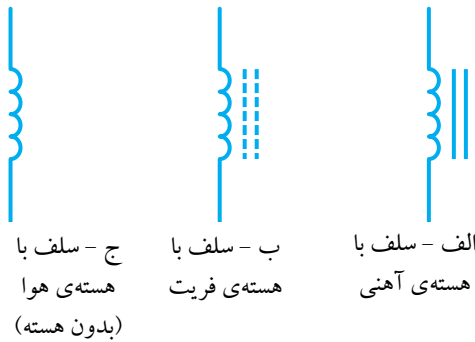 الف – سلف با
هسته‌ی آهنی
ب – سلف با
هسته‌ی فریت
ج – سلف با
هسته‌ی هوا
(بدون هسته)